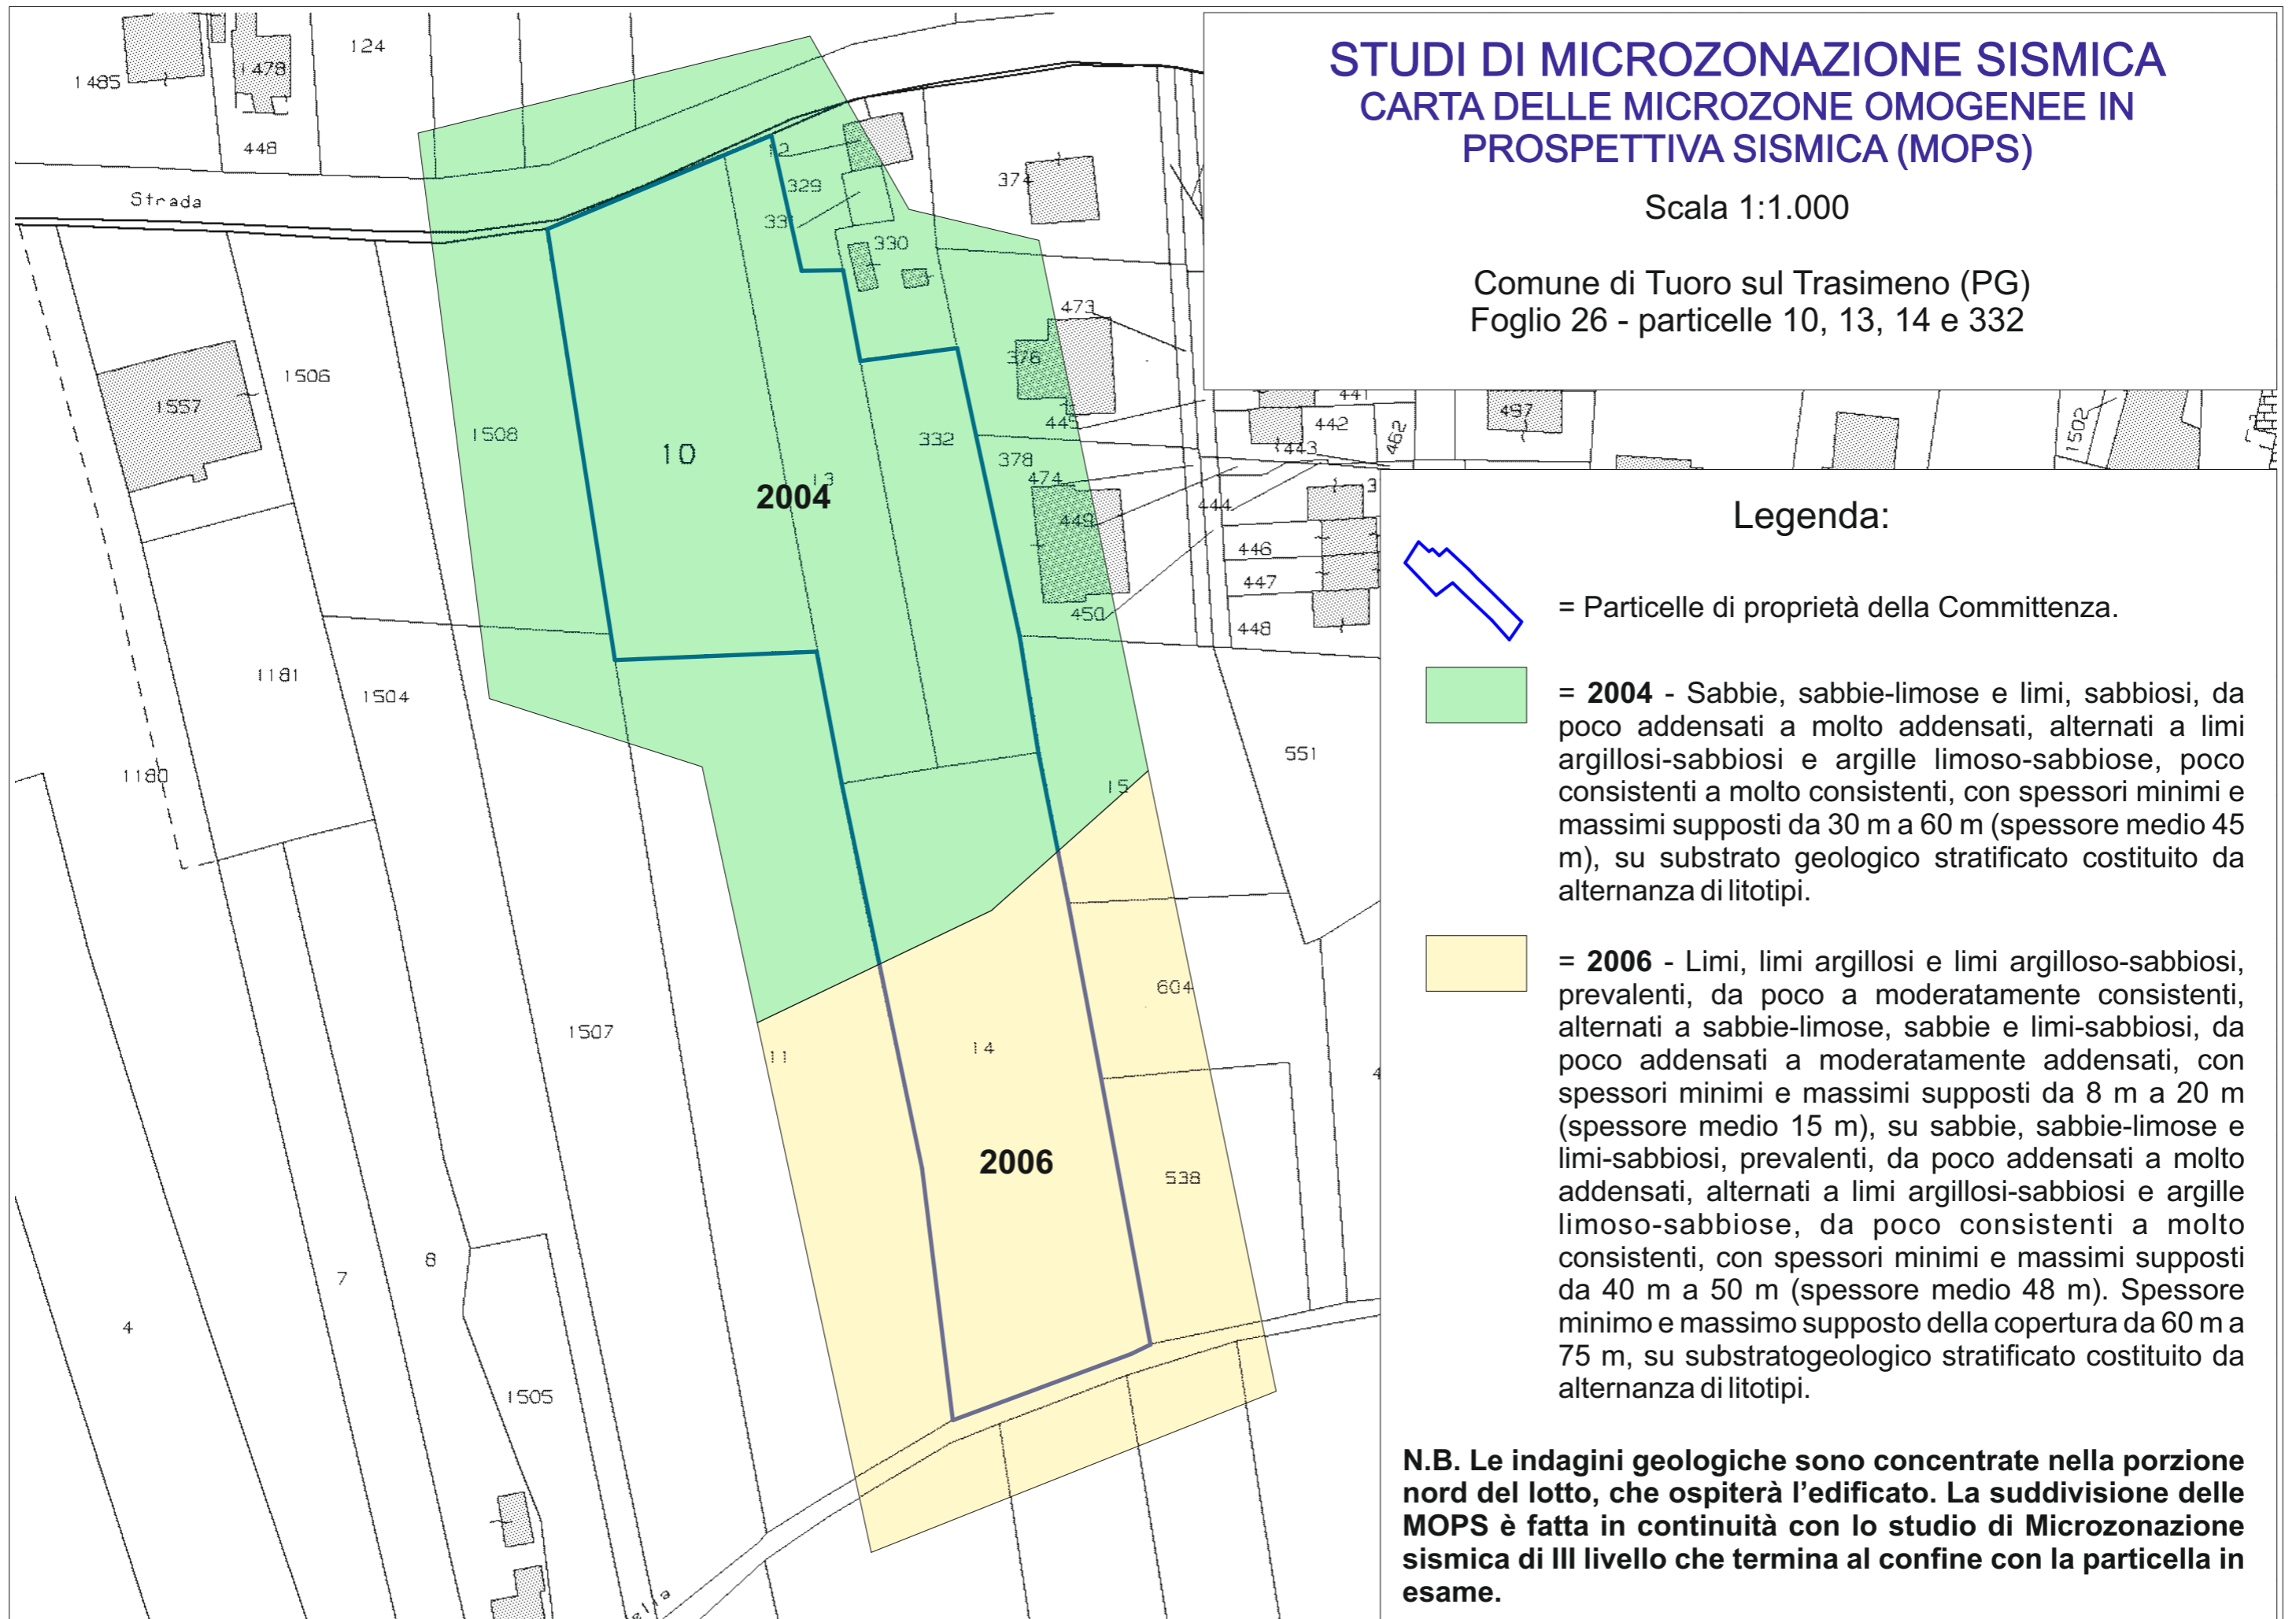 STUDI DI MICROZONAZIONE SISMICA
CARTA DELLE MICROZONE OMOGENEE IN
PROSPETTIVA SISMICA (MOPS)
Scala 1:1.000
Comune di Tuoro sul Trasimeno (PG)
Foglio 26 - particelle 10, 13, 14 e 332
Legenda:
= Particelle di proprietà della Committenza.
= 2004 - Sabbie, sabbie-limose e limi, sabbiosi, da
poco addensati a molto addensati, alternati a limi
argillosi-sabbiosi e argille limoso-sabbiose, poco
consistenti a molto consistenti, con spessori minimi e
massimi supposti da 30 m a 60 m (spessore medio 45
m), su substrato geologico stratificato costituito da
alternanza di litotipi.
= 2006 - Limi, limi argillosi e limi argilloso-sabbiosi,
prevalenti, da poco a moderatamente consistenti,
alternati a sabbie-limose, sabbie e limi-sabbiosi, da
poco addensati a moderatamente addensati, con
spessori minimi e massimi supposti da 8 m a 20 m
(spessore medio 15 m), su sabbie, sabbie-limose e
limi-sabbiosi, prevalenti, da poco addensati a molto
addensati, alternati a limi argillosi-sabbiosi e argille
limoso-sabbiose, da poco consistenti a molto
consistenti, con spessori minimi e massimi supposti
da 40 m a 50 m (spessore medio 48 m). Spessore
minimo e massimo supposto della copertura da 60 m a
75 m, su substratogeologico stratificato costituito da
alternanza di litotipi.
N.B. Le indagini geologiche sono concentrate nella porzione
nord del lotto, che ospiterà l'edificato. La suddivisione delle
MOPS è fatta in continuità con lo studio di Microzonazione
sismica di III livello che termina al confine con la particella in
esame.
124
1485
1478
448
Strada
12
329
331
330
374
473
376
1506
1557
1508
10
332
13
2004
378
445
474
449
450
441
442
443
462
497
1502
444
446
447
448
1181
1504
1180
15
551
604
1507
11
14
2006
538
8
7
4
1505